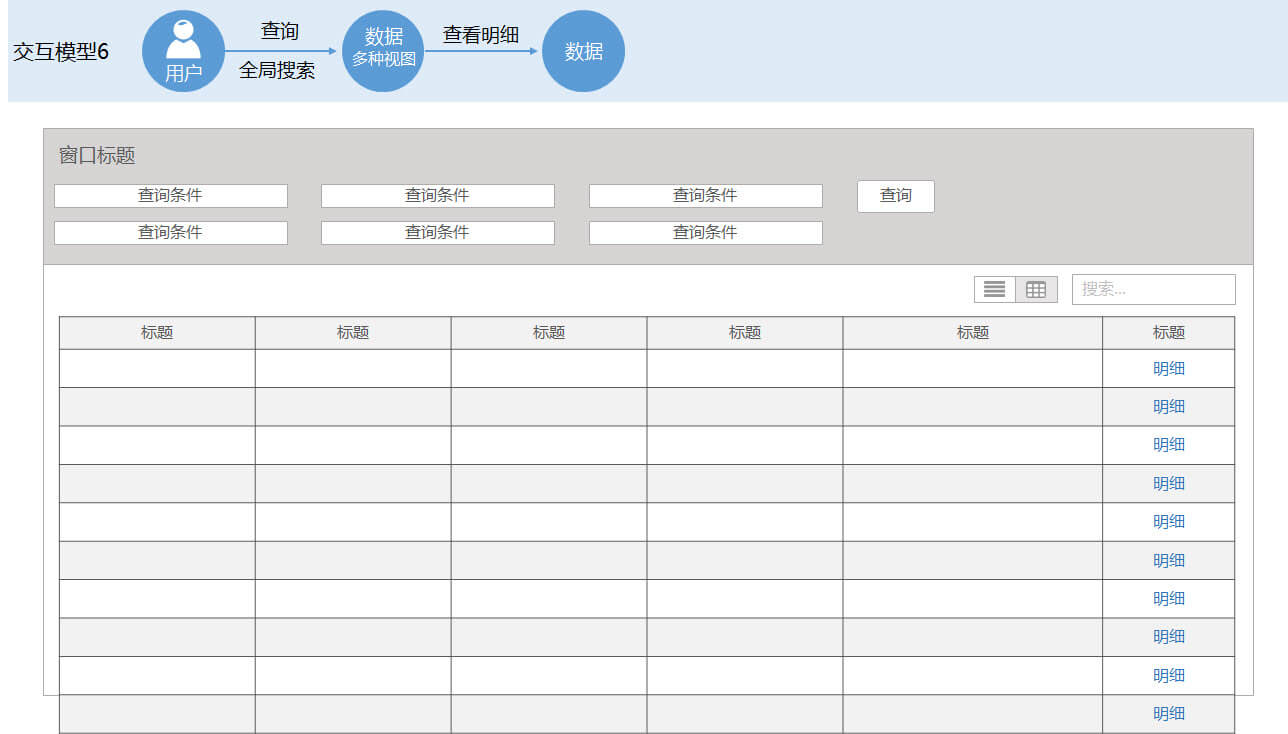 交互模型6
用户
查询
全局搜索
数据
多种视图
查看明细
数据
窗口标题
查询条件 查询条件 查询条件 查询
查询条件 查询条件 查询条件
搜索...
标题 标题 标题 标题 标题 标题
明细
明细
明细
明细
明细
明细
明细
明细
明细
明细